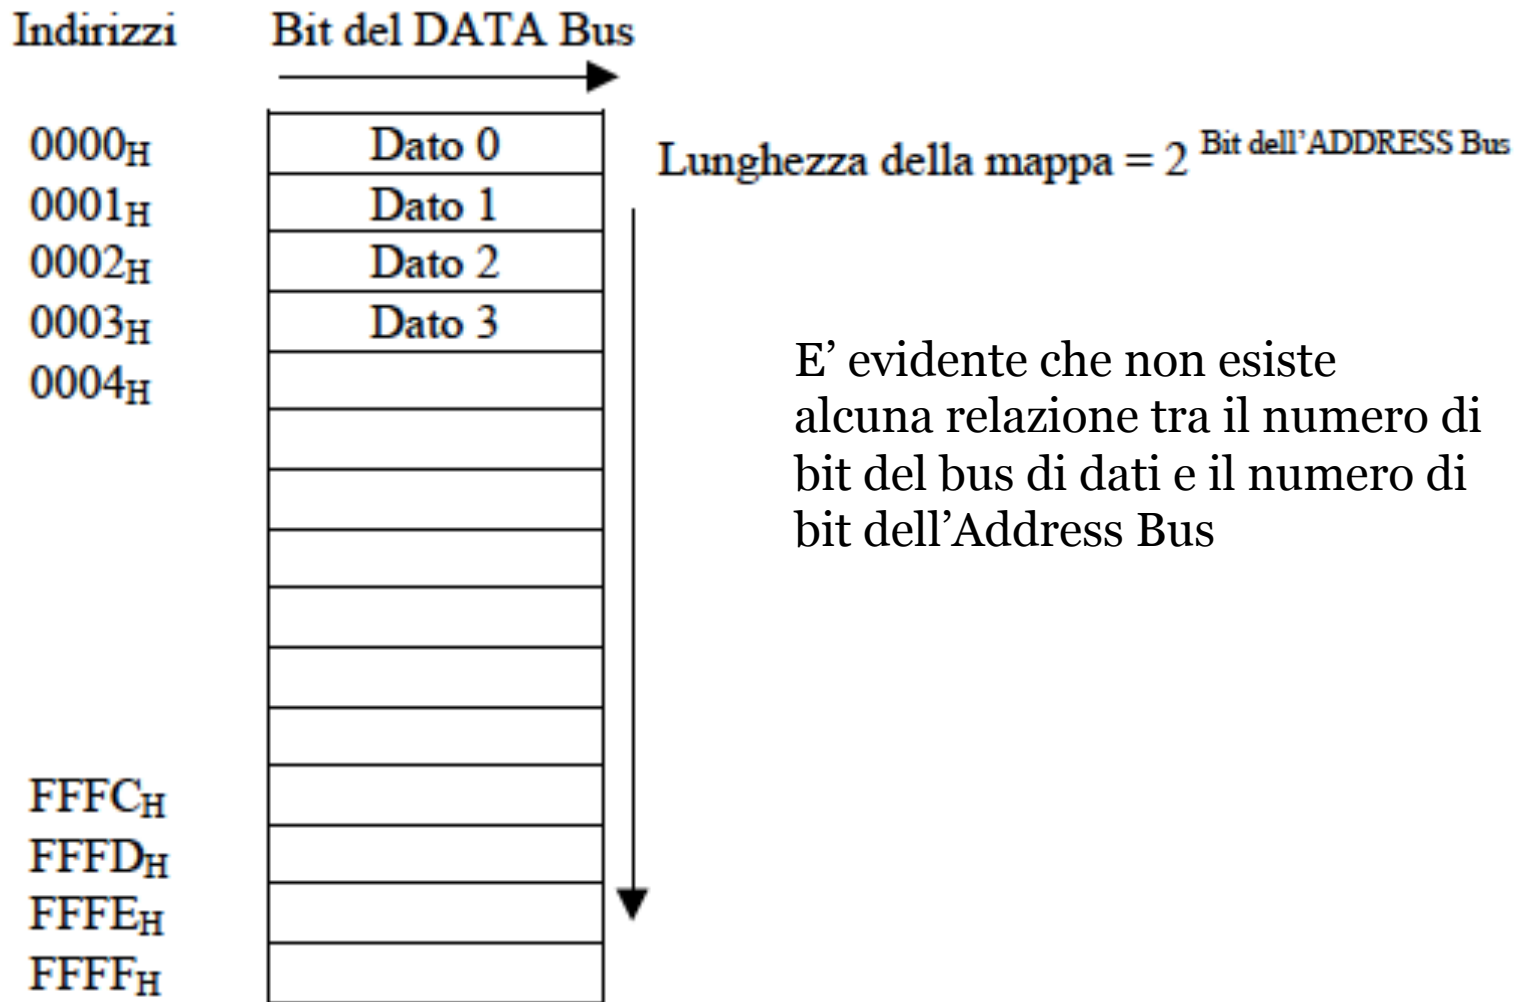 Indirizzi Bit del DATA Bus
0000H Dato 0
Lunghezza della mappa = 2 Bit dell'ADDRESS Bus
0001H Dato 1
0002H Dato 2
0003H Dato 3
0004H
E’ evidente che non esiste
alcuna relazione tra il numero di
bit del bus di dati e il numero di
bit dell’Address Bus
FFFCH
FFFDH
FFFEH
FFFFH